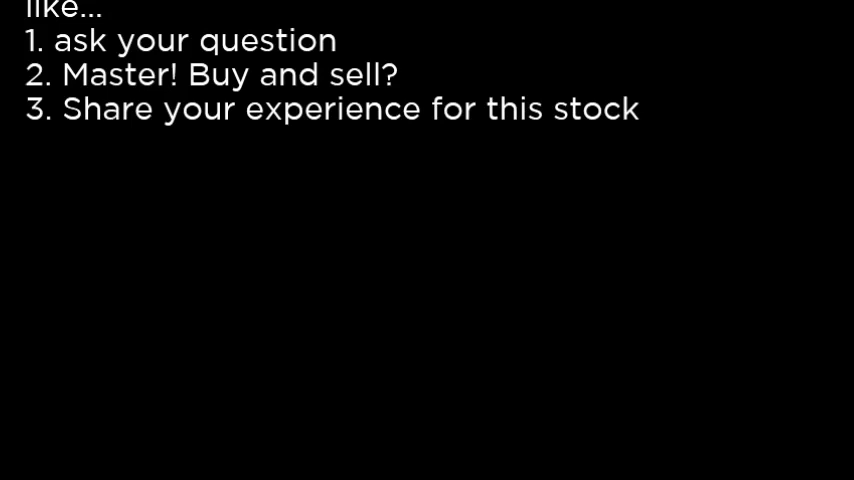 like...
1. ask your question
2. Master! Buy and sell?
3. Share your experience for this stock